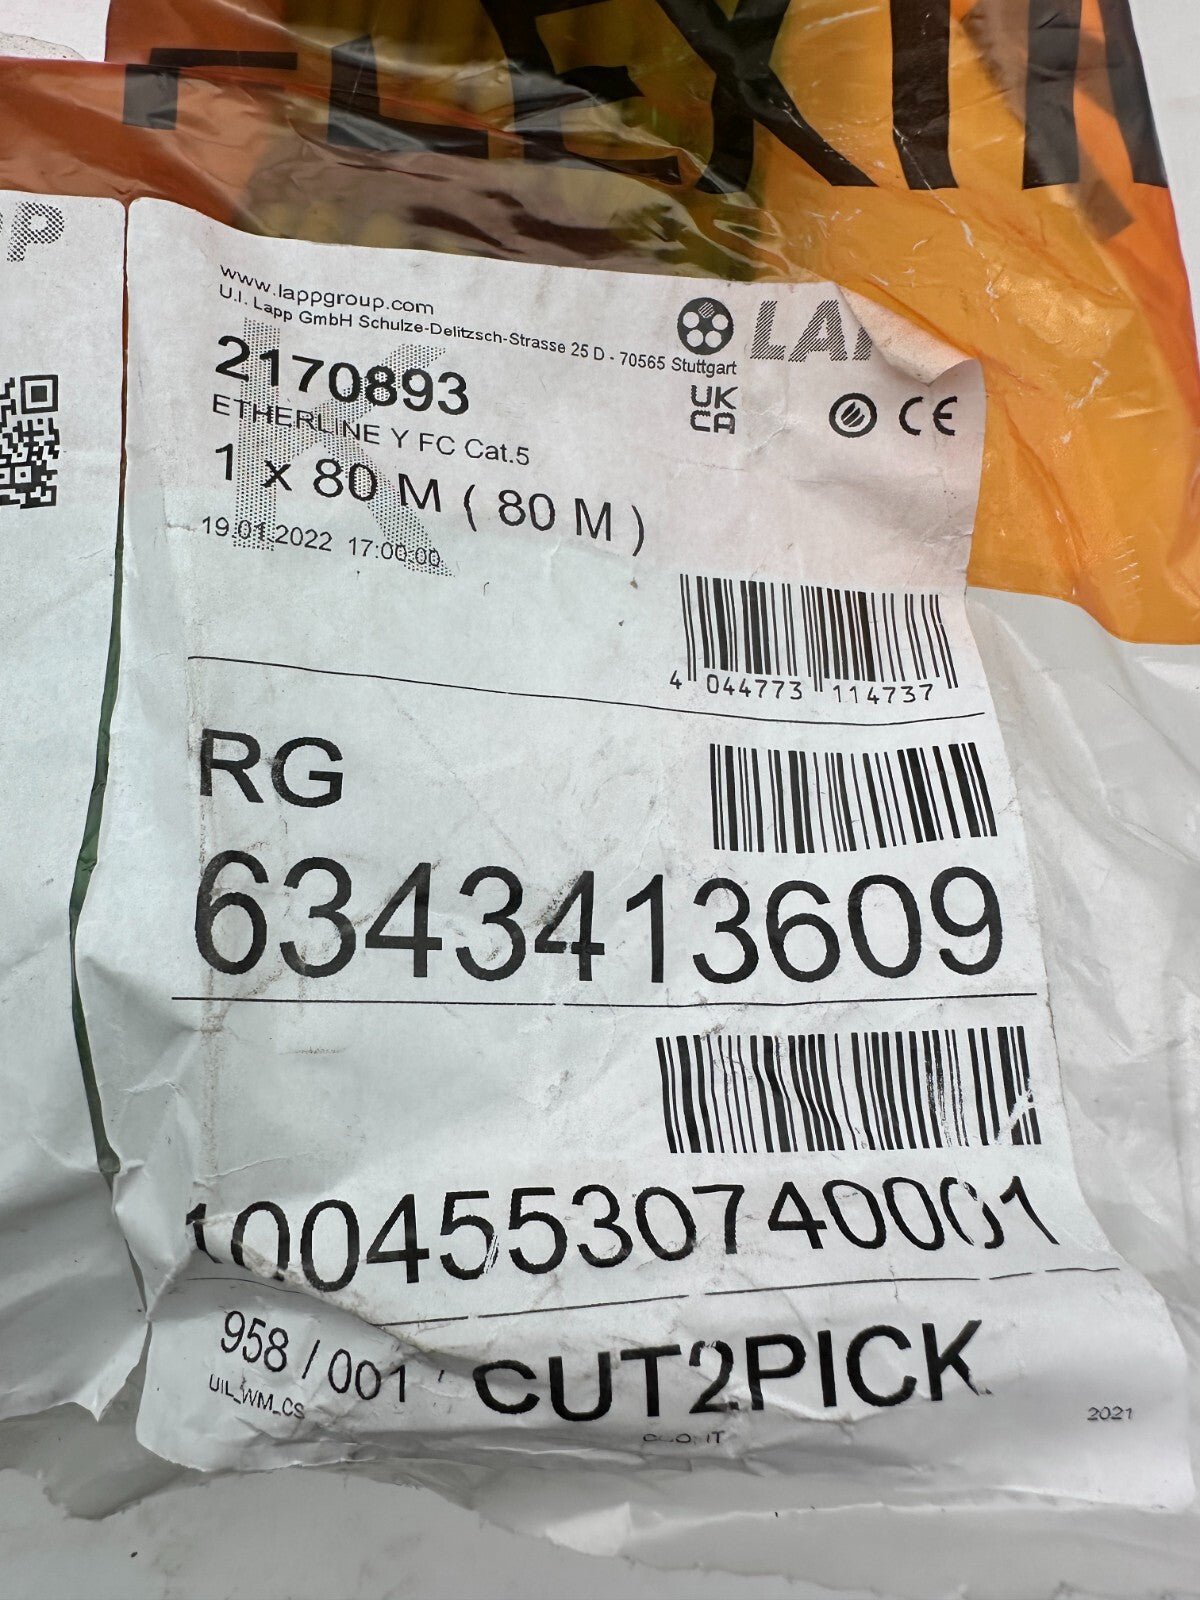 FLEXIM
www.lappgroup.com
U.I. Lapp GmbH Schulze-Delitzsch-Strasse 25 D - 70565 Stuttgart
2170893
ETHERLINE Y FC Cat.5
1 x 80 M ( 80 M )
19.01.2022 17:00:00
K
UK
CA
CE
4 044773 114737
RG
6343413609
10045530740001
958 / 001
CUT2PICK
UIL_WM_CS
2021